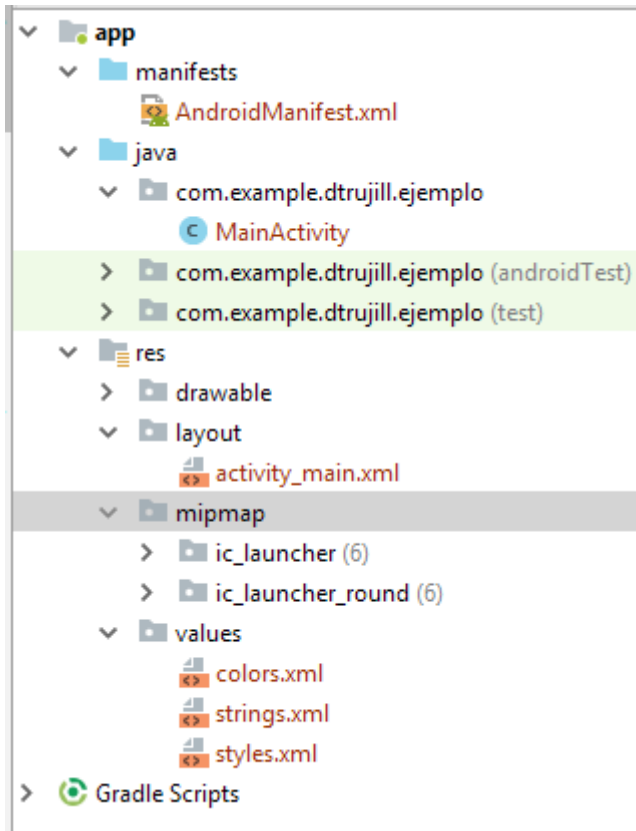 app
manifests
AndroidManifest.xml
java
com.example.dtrujill.ejemplo
C MainActivity
com.example.dtrujill.ejemplo (androidTest)
com.example.dtrujill.ejemplo (test)
res
drawable
layout
activity_main.xml
mipmap
ic_launcher (6)
ic_launcher_round (6)
values
colors.xml
strings.xml
styles.xml
Gradle Scripts